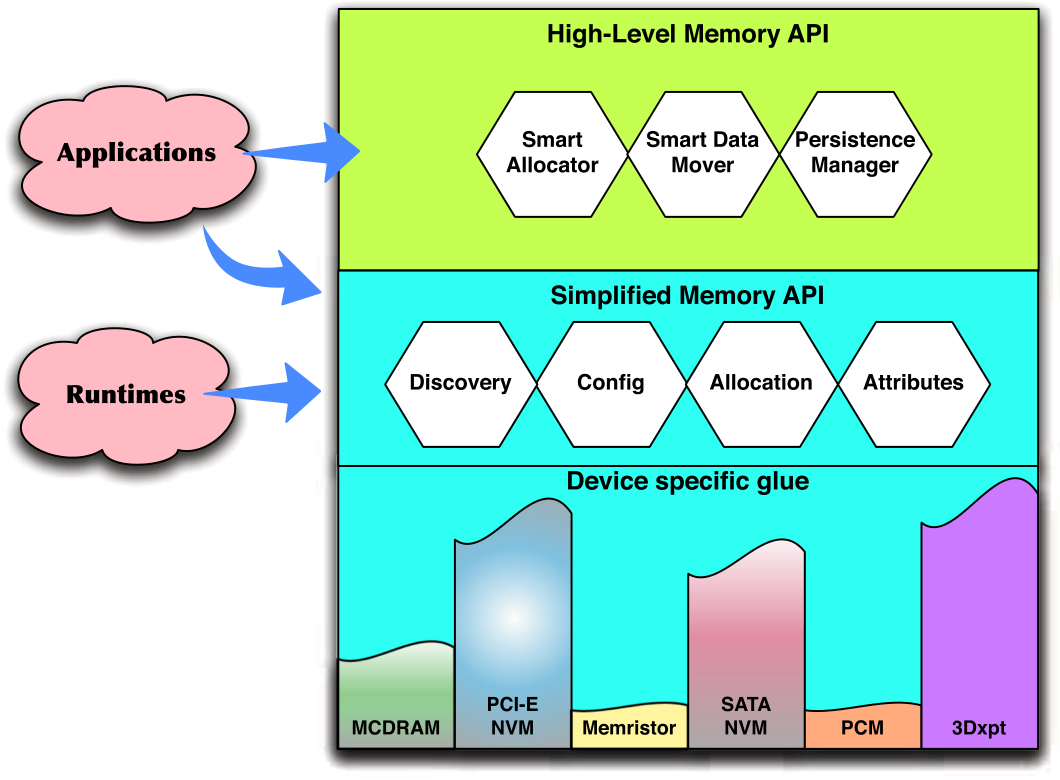 High-Level Memory API
Applications
Smart
Allocator
Smart Data
Mover
Persistence
Manager
Simplified Memory API
Runtimes
Discovery
Config
Allocation
Attributes
Device specific glue
MCDRAM
PCI-E
NVM
Memristor
SATA
NVM
PCM
3Dxpt